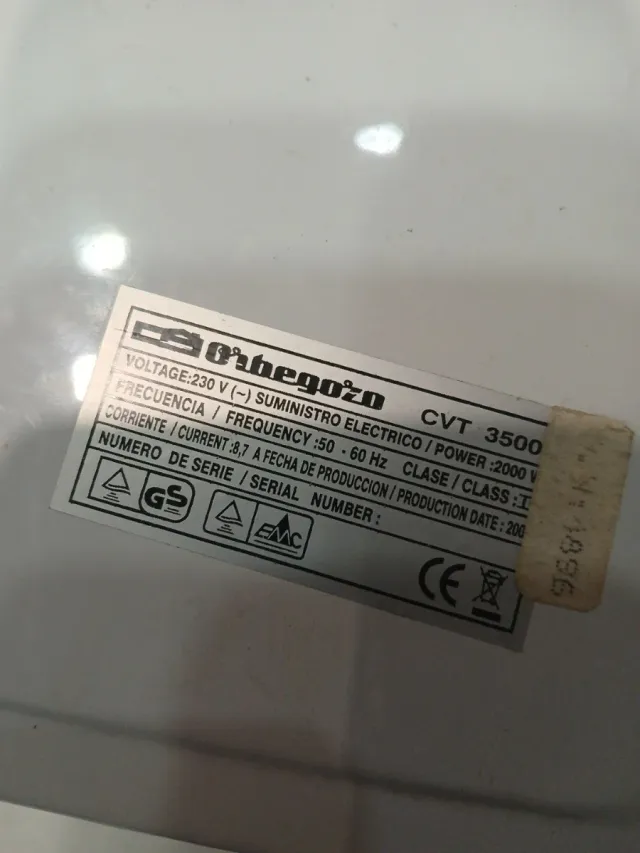 Orbegozo
CVT 3500
VOLTAGE:230 V (~) SUMINISTRO ELECTRICO / POWER :2000 W
FRECUENCIA / FREQUENCY :50 - 60 Hz CLASE / CLASS :I
CORRIENTE / CURRENT :8,7 A FECHA DE PRODUCCION / PRODUCTION DATE : 200
NUMERO DE SERIE / SERIAL NUMBER :
GS
EMC
CE